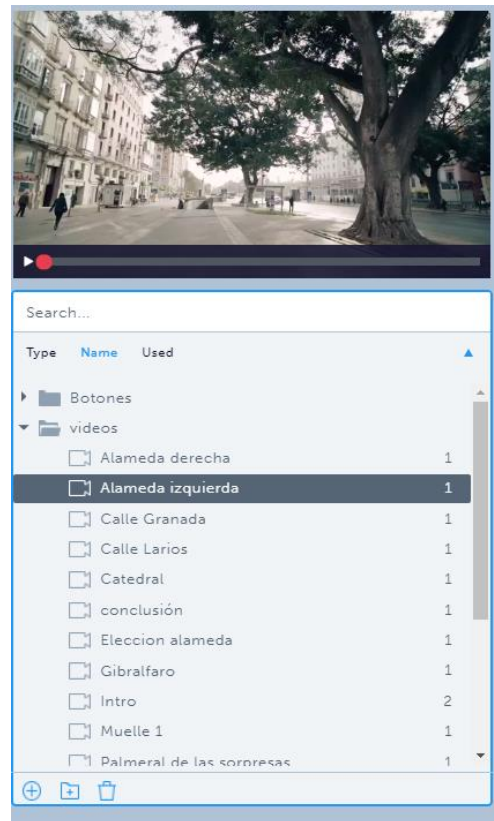 Search...
Type Name Used
Botones
videos
Alameda derecha 1
Alameda izquierda 1
Calle Granada 1
Calle Larios 1
Catedral 1
conclusión 1
Eleccion alameda 1
Gibralfaro 1
Intro 2
Muelle 1 1
Palmeral de las sorpresas 1